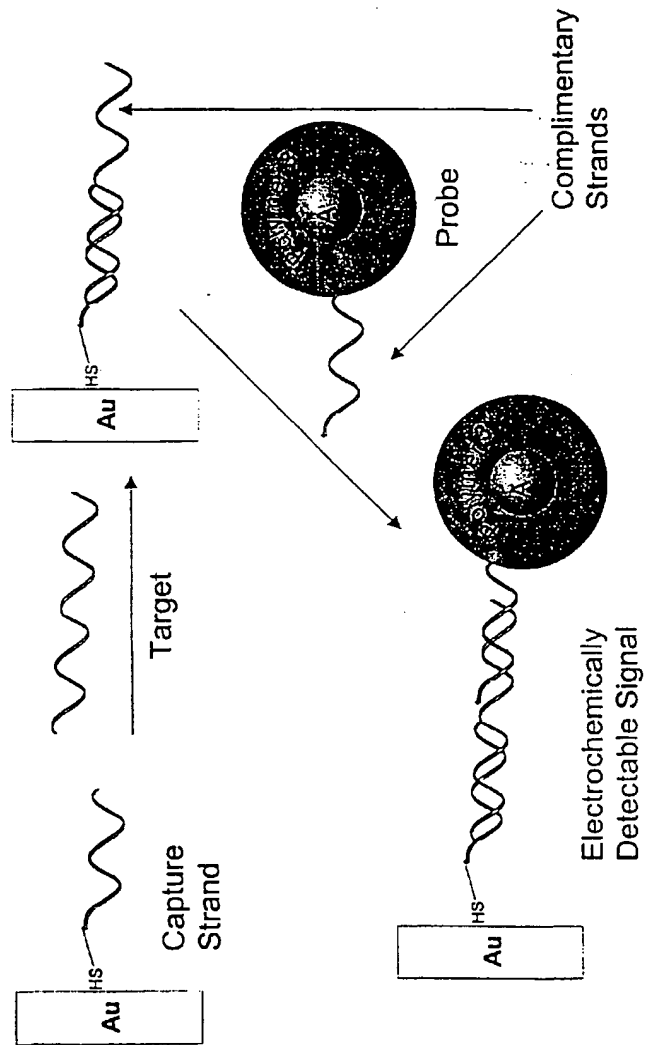 Au
HS
Capture
Strand
Target
Au
HS
Probe
Complimentary
Strands
Au
HS
Electrochemically
Detectable Signal